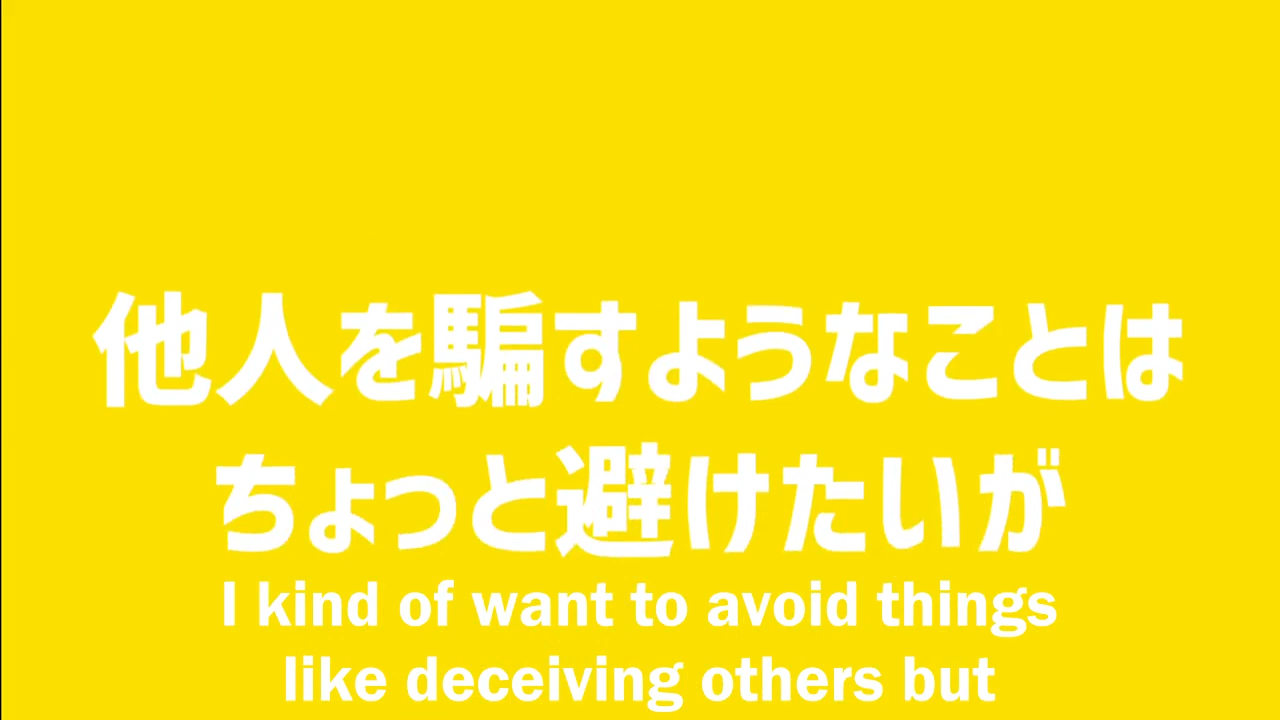 他人を騙すようなことは
ちょっと避けたいが
I kind of want to avoid things
like deceiving others but